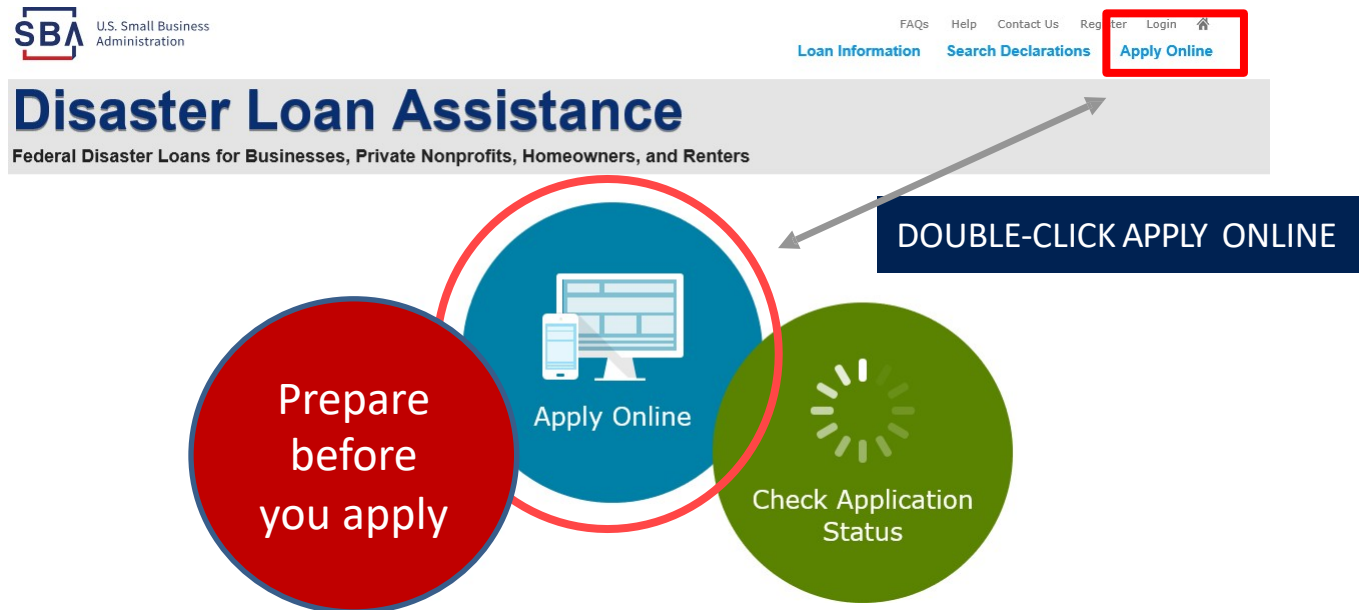 SBA
U.S. Small Business
Administration
FAQs Help Contact Us Register Login
Loan Information Search Declarations Apply Online
Disaster Loan Assistance
Federal Disaster Loans for Businesses, Private Nonprofits, Homeowners, and Renters
DOUBLE-CLICK APPLY ONLINE
Prepare
before
you apply
Apply Online
Check Application
Status